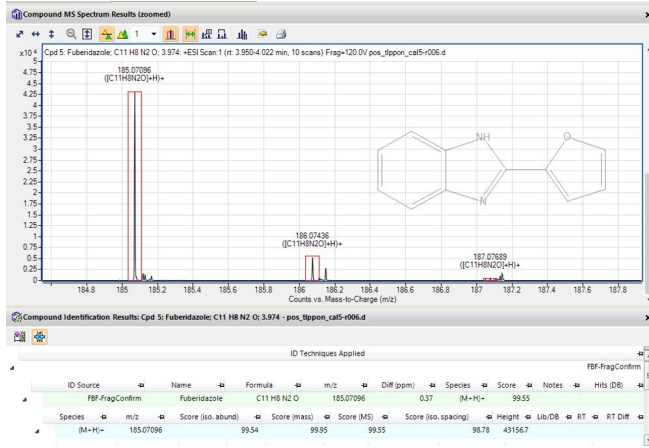 Compound MS Spectrum Results (zoomed)
1
x10 4 Cpd 5: Fuberidazole; C11 H8 N2 O; 3.974: +ESI Scan:1 (rt: 3.950-4.022 min, 10 scans) Frag=120.0V pos_tlppon_cal5-r006.d
5
4.75
4.5
4.25
4
3.75
3.5
3.25
3
2.75
2.5
2.25
2
1.75
1.5
1.25
1
0.75
0.5
0.25
0
185.07096
([C11H8N2O]+H)+
NH
O
N
186.07436
([C11H8N2O]+H)+
187.07689
([C11H8N2O]+H)+
184.8 185 185.2 185.4 185.6 185.8 186 186.2 186.4 186.6 186.8 187 187.2 187.4 187.6 187.8
Counts vs. Mass-to-Charge (m/z)
Compound Identification Results: Cpd 5: Fuberidazole; C11 H8 N2 O; 3.974 - pos_tlppon_cal5-r006.d
ID Techniques Applied
FBF-FragConfirm
ID Source Name Formula m/z Diff (ppm) Species Score Notes Hits (DB)
FBF-FragConfirm Fuberidazole C11 H8 N2 O 185.07096 0.37 (M+H)+ 99.55
Species m/z Score (iso. abund) Score (mass) Score (MS) Score (iso. spacing) Height Lib/DB RT RT Diff
(M+H)+ 185.07096 99.54 99.95 99.55 98.78 43156.7